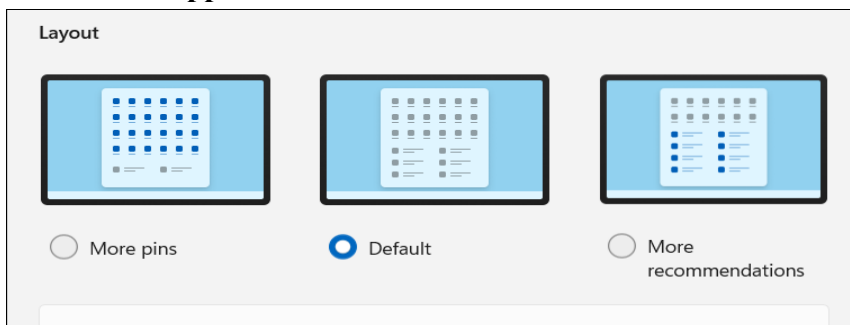 Layout
More pins
Default
More
recommendations